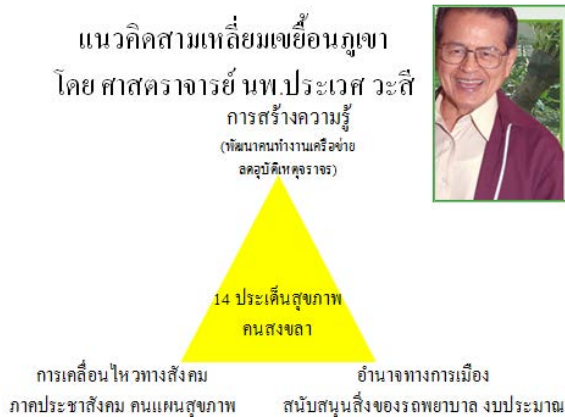 แนวคิดสามเหลี่ยมเขยื้อนภูเขา
โดย ศาสตราจารย์ นพ.ประเวศ วะสี
การสร้างความรู้
(พัฒนาคนทำงานเครือข่าย
ลดอุบัติเหตุจราจร)
14 ประเด็นสุขภาพ
คนสงขลา
การเคลื่อนไหวทางสังคม
ภาคประชาสังคม คนแผนสุขภาพ
อำนาจทางการเมือง
สนับสนุนสิ่งของรถพยาบาล งบประมาณ